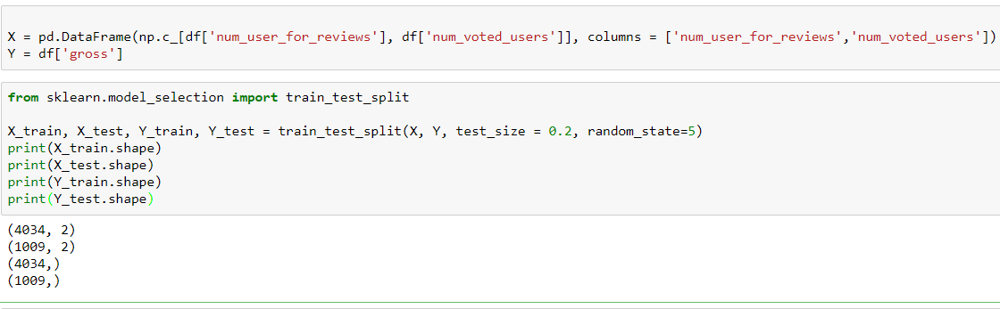 X = pd.DataFrame(np.c_[df['num_user_for_reviews'], df['num_voted_users']], columns = ['num_user_for_reviews','num_voted_users'])
Y = df['gross']
from sklearn.model_selection import train_test_split
X_train, X_test, Y_train, Y_test = train_test_split(X, Y, test_size = 0.2, random_state=5)
print(X_train.shape)
print(X_test.shape)
print(Y_train.shape)
print(Y_test.shape)
(4034, 2)
(1009, 2)
(4034,)
(1009,)